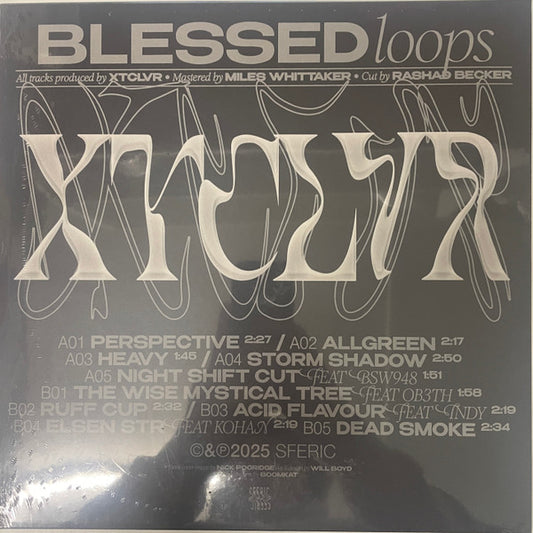 BLESSED loops
All tracks produced by XTCLVR • Mastered by MILES WHITTAKER • Cut by RASHAD BECKER
XTCLVR
A01 PERSPECTIVE 2:27 / A02 ALLGREEN 2:17
A03 HEAVY 1:45 / A04 STORM SHADOW 2:50
A05 NIGHT SHIFT CUT FEAT BSW948 1:51
B01 THE WISE MYSTICAL TREE FEAT OB3TH 1:58
B02 RUFF CUP 2:32 B03 ACID FLAVOUR FEAT INDY 2:19
B04 ELSEN STR FEAT KOHAN 2:19 B05 DEAD SMOKE 2:34
©&℗2025 SFERIC
NICK POORIDGE WILL BOYD
BOOMKAT
SFERIC